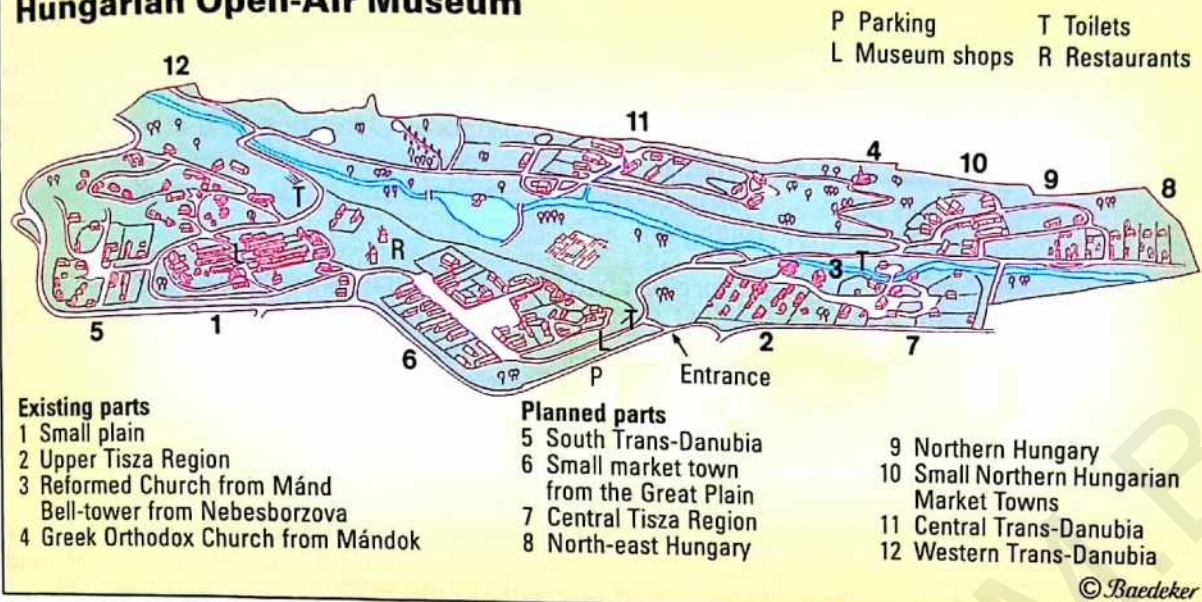 Hungarian Open-Air Museum
P Parking
T Toilets
L Museum shops
R Restaurants
12
11
4
10
9
8
T
L
R
3
T
5
1
6
T
L
P
Entrance
2
7
Existing parts
1 Small plain
2 Upper Tisza Region
3 Reformed Church from Mánd
Bell-tower from Nebesborzova
4 Greek Orthodox Church from Mándok
Planned parts
5 South Trans-Danubia
6 Small market town
from the Great Plain
7 Central Tisza Region
8 North-east Hungary
9 Northern Hungary
10 Small Northern Hungarian
Market Towns
11 Central Trans-Danubia
12 Western Trans-Danubia
© Baedeker